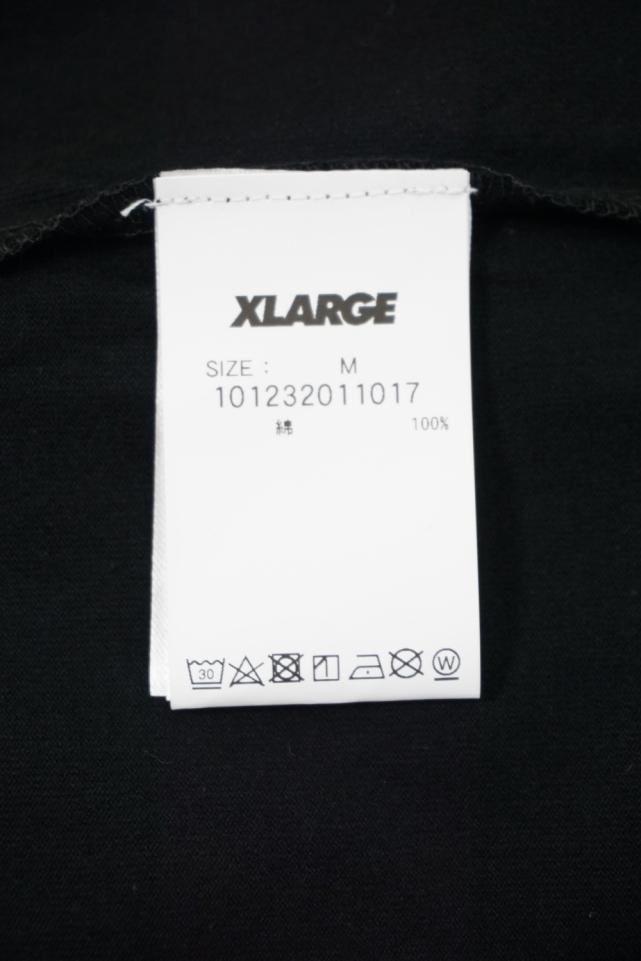 XLARGE
SIZE : M
101232011017
綿 100%
30 W